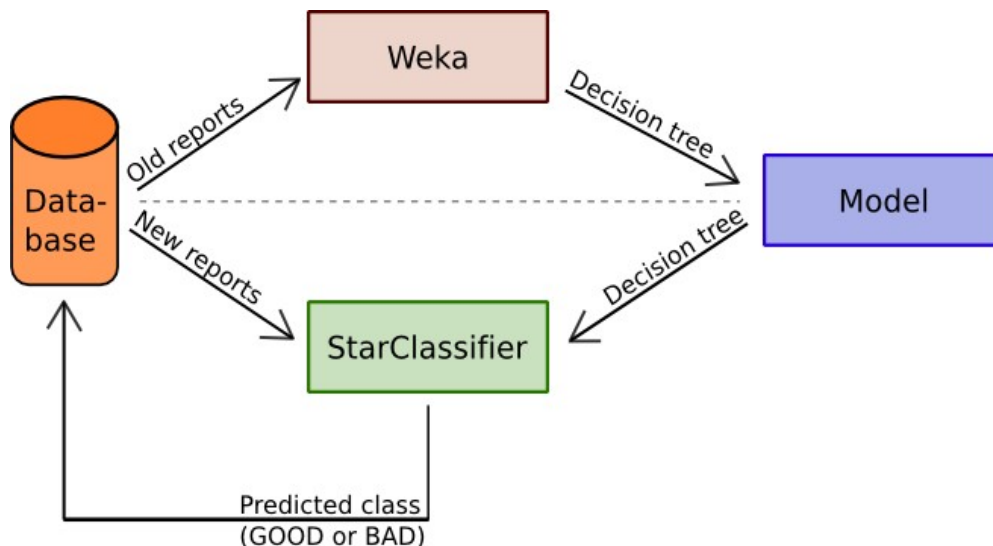 Weka
Old reports
Decision tree
Data-
base
Model
New reports
Decision tree
StarClassifier
Predicted class
(GOOD or BAD)